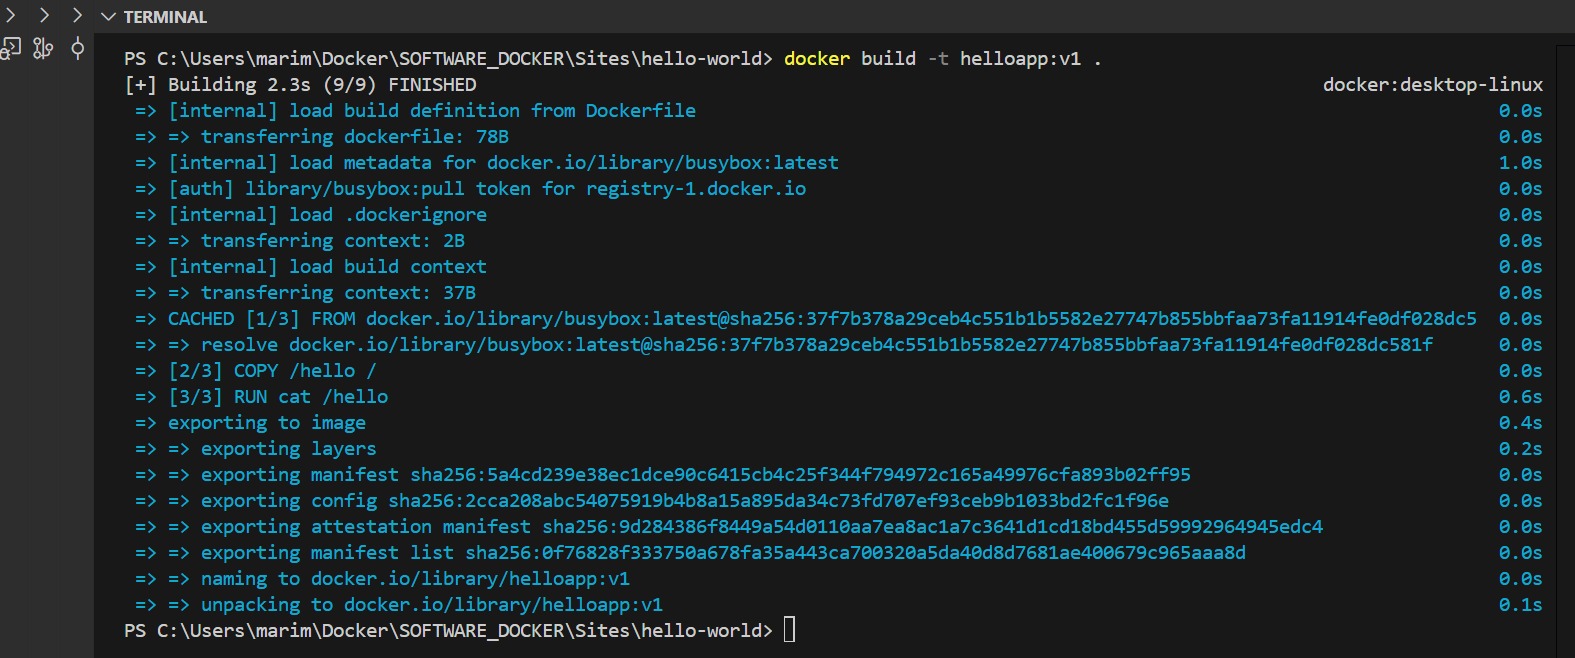 TERMINAL
PS C:\Users\marim\Docker\SOFTWARE_DOCKER\Sites\hello-world> docker build -t helloapp:v1 .
[+] Building 2.3s (9/9) FINISHED docker:desktop-linux
=> [internal] load build definition from Dockerfile 0.0s
=> => transferring dockerfile: 78B 0.0s
=> [internal] load metadata for docker.io/library/busybox:latest 1.0s
=> [auth] library/busybox:pull token for registry-1.docker.io 0.0s
=> [internal] load .dockerignore 0.0s
=> => transferring context: 2B 0.0s
=> [internal] load build context 0.0s
=> => transferring context: 37B 0.0s
=> CACHED [1/3] FROM docker.io/library/busybox:latest@sha256:37f7b378a29ceb4c551b1b5582e27747b855bbfaa73fa11914fe0df028dc5 0.0s
=> => resolve docker.io/library/busybox:latest@sha256:37f7b378a29ceb4c551b1b5582e27747b855bbfaa73fa11914fe0df028dc581f 0.0s
=> [2/3] COPY /hello / 0.0s
=> [3/3] RUN cat /hello 0.6s
=> exporting to image 0.4s
=> => exporting layers 0.2s
=> => exporting manifest sha256:5a4cd239e38ec1dce90c6415cb4c25f344f794972c165a49976cfa893b02ff95 0.0s
=> => exporting config sha256:2cca208abc54075919b4b8a15a895da34c73fd707ef93ceb9b1033bd2fc1f96e 0.0s
=> => exporting attestation manifest sha256:9d284386f8449a54d0110aa7ea8ac1a7c3641d1cd18bd455d59992964945edc4 0.0s
=> => exporting manifest list sha256:0f76828f333750a678fa35a443ca700320a5da40d8d7681ae400679c965aaa8d 0.0s
=> => naming to docker.io/library/helloapp:v1 0.0s
=> => unpacking to docker.io/library/helloapp:v1 0.1s
PS C:\Users\marim\Docker\SOFTWARE_DOCKER\Sites\hello-world>